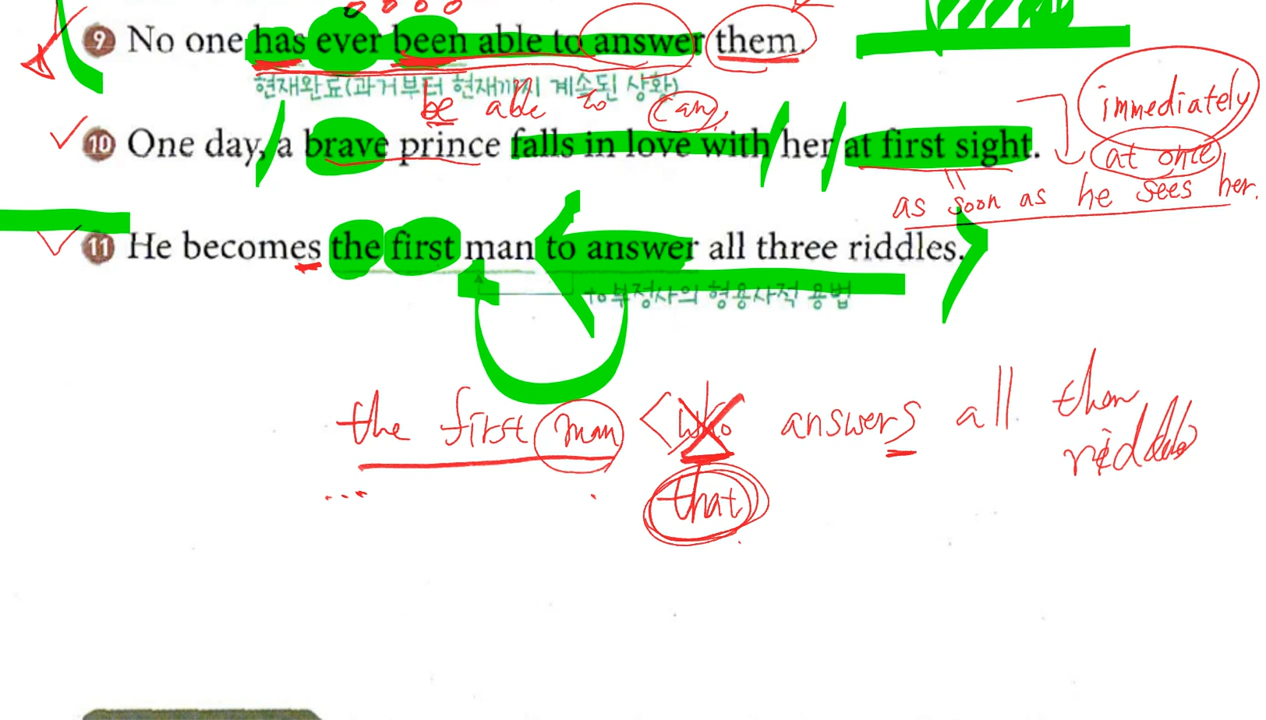 9 No one has ever been able to answer them.
현재완료(과거부터 현재까지 계속된 상황)
be able to can
immediately
10 One day, a brave prince falls in love with her at first sight.
at once
as soon as he sees her.
11 He becomes the first man to answer all three riddles.
to부정사의 형용사적 용법
the first man who answers all
riddles
that